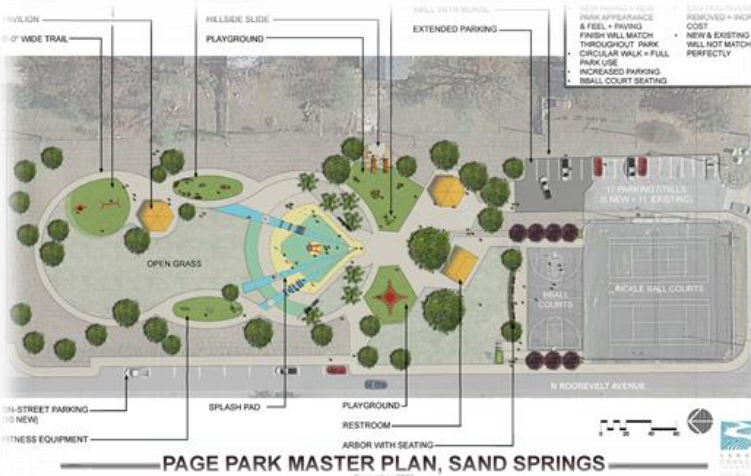 PAVILION
WIDE TRAIL
HILLSIDE SLIDE
PLAYGROUND
EXTENDED PARKING
PARK APPEARANCE
& FEEL + PAVING
FINISH WILL MATCH
THROUGHOUT PARK
• CIRCULAR WALK = FULL
PARK USE
• INCREASED PARKING
• BBALL COURT SEATING
COST
• NEW & EXISTING
WILL NOT MATCH
PERFECTLY
17 PARKING STALLS
OPEN GRASS
BBALL
COURTS
PICKLE BALL COURTS
N ROOSEVELT AVENUE
ON-STREET PARKING
(10 NEW)
FITNESS EQUIPMENT
SPLASH PAD
PLAYGROUND
RESTROOM
ARBOR WITH SEATING
PAGE PARK MASTER PLAN, SAND SPRINGS